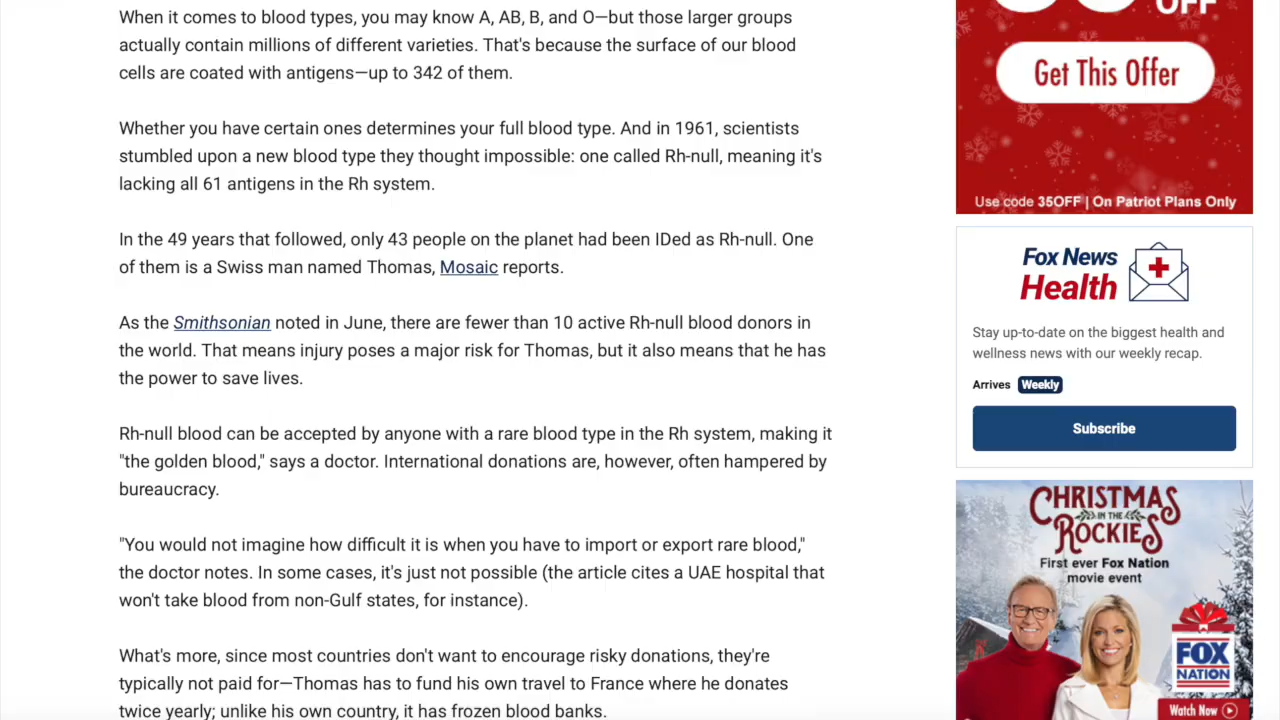 When it comes to blood types, you may know A, AB, B, and O—but those larger groups
actually contain millions of different varieties. That's because the surface of our blood
cells are coated with antigens—up to 342 of them.
Whether you have certain ones determines your full blood type. And in 1961, scientists
stumbled upon a new blood type they thought impossible: one called Rh-null, meaning it's
lacking all 61 antigens in the Rh system.
In the 49 years that followed, only 43 people on the planet had been IDed as Rh-null. One
of them is a Swiss man named Thomas, Mosaic reports.
As the Smithsonian noted in June, there are fewer than 10 active Rh-null blood donors in
the world. That means injury poses a major risk for Thomas, but it also means that he has
the power to save lives.
Rh-null blood can be accepted by anyone with a rare blood type in the Rh system, making it
"the golden blood," says a doctor. International donations are, however, often hampered by
bureaucracy.
"You would not imagine how difficult it is when you have to import or export rare blood,"
the doctor notes. In some cases, it's just not possible (the article cites a UAE hospital that
won't take blood from non-Gulf states, for instance).
What's more, since most countries don't want to encourage risky donations, they're
typically not paid for—Thomas has to fund his own travel to France where he donates
twice yearly; unlike his own country, it has frozen blood banks.
OFF
Get This Offer
Use code 35OFF | On Patriot Plans Only
Fox News
Health
Stay up-to-date on the biggest health and
wellness news with our weekly recap.
Arrives Weekly
Subscribe
CHRISTMAS
IN THE
ROCKIES
First ever Fox Nation
movie event
FOX
NATION
Watch Now